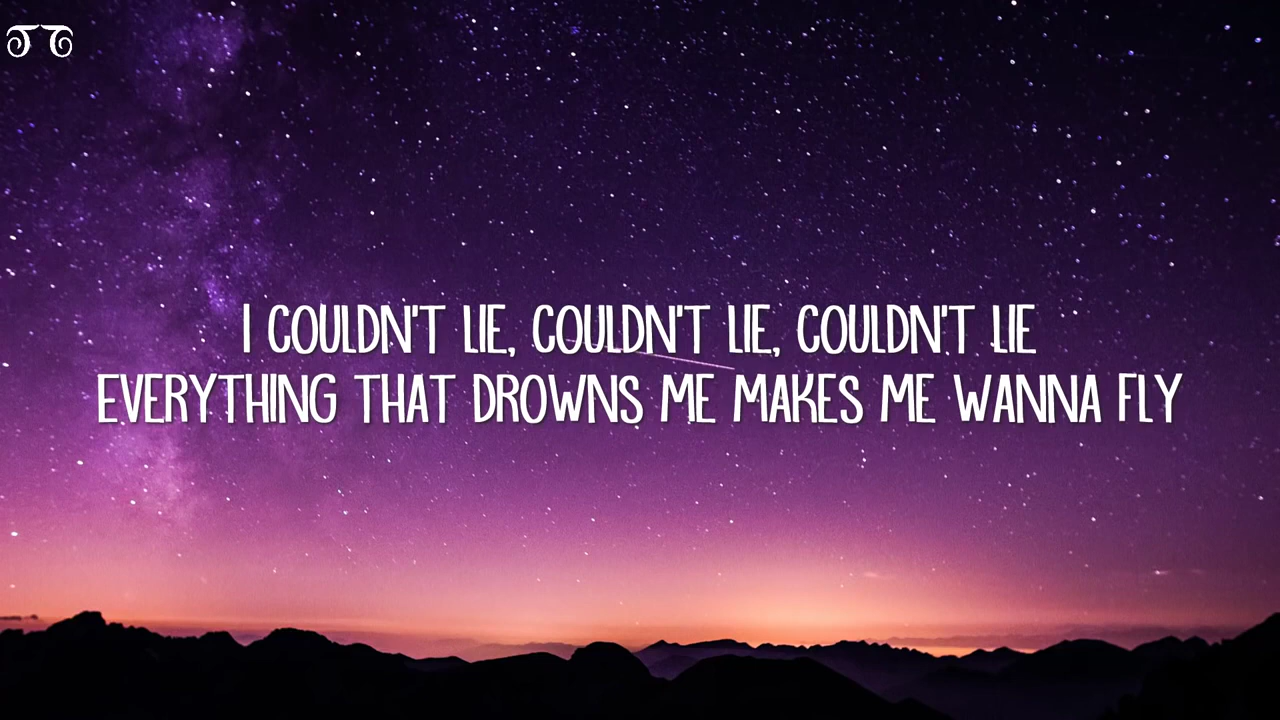 I COULDN'T LIE, COULDN'T LIE, COULDN'T LIE
EVERYTHING THAT DROWNS ME MAKES ME WANNA FLY